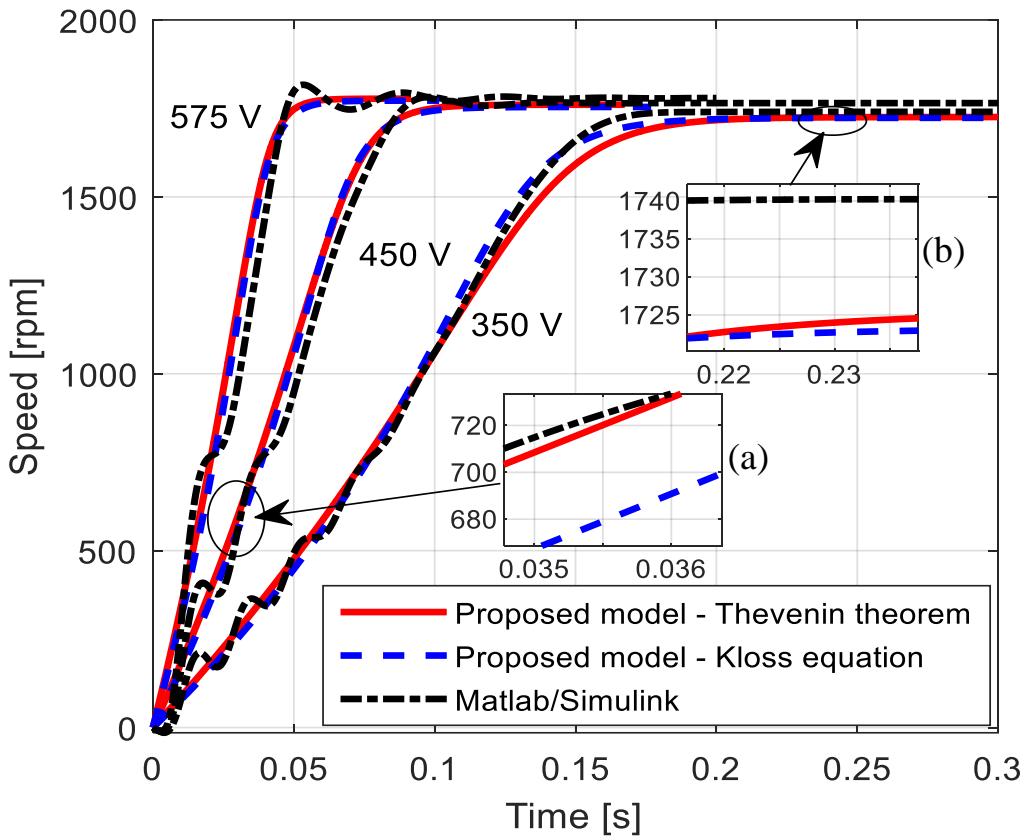 2000
1500
1000
500
0
Speed [rpm]
575 V
450 V
350 V
1740
1735
1730
1725
0.22 0.23
(b)
720
700
680
0.035 0.036
(a)
Proposed model - Thevenin theorem
Proposed model - Kloss equation
Matlab/Simulink
0 0.05 0.1 0.15 0.2 0.25 0.3
Time [s]